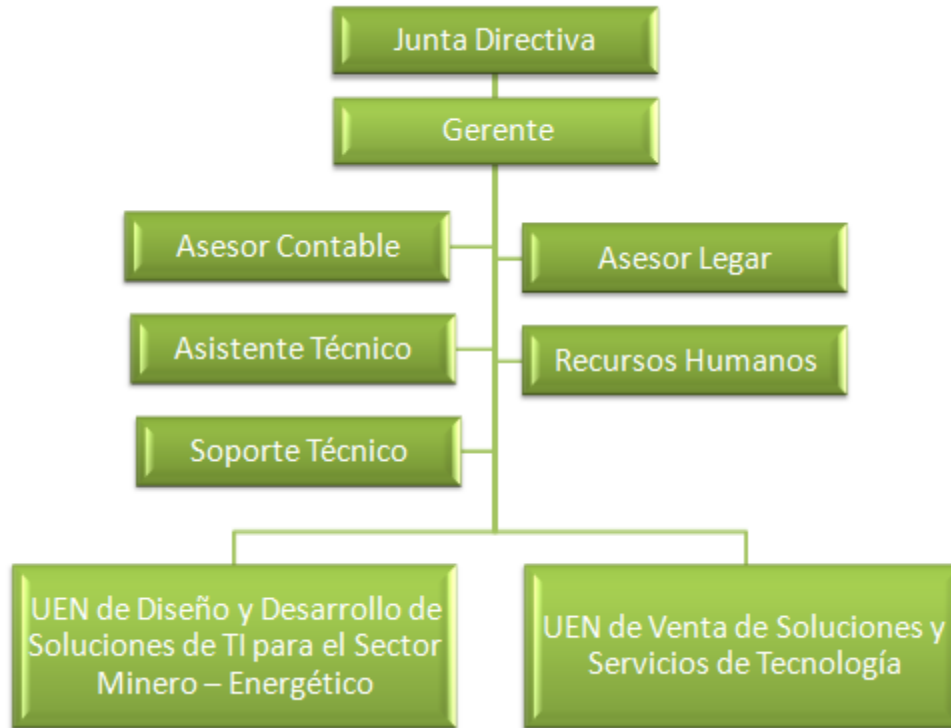 Junta Directiva
Gerente
Asesor Contable
Asesor Legar
Asistente Técnico
Recursos Humanos
Soporte Técnico
UEN de Diseño y Desarrollo de
Soluciones de TI para el Sector
Minero – Energético
UEN de Venta de Soluciones y
Servicios de Tecnología